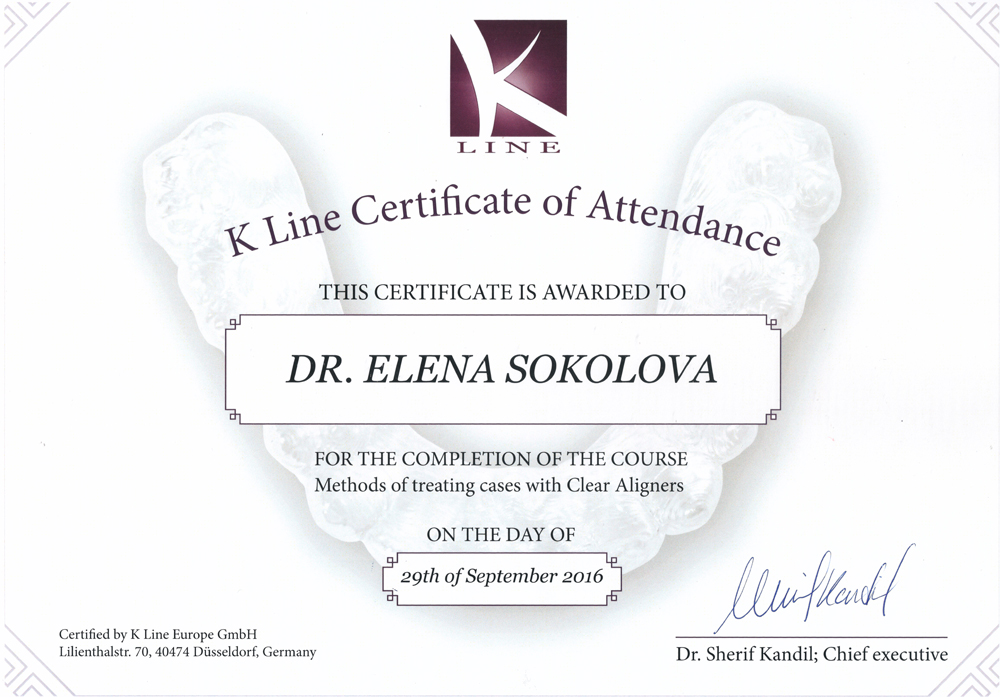 K
LINE
K Line Certificate of Attendance
THIS CERTIFICATE IS AWARDED TO
DR. ELENA SOKOLOVA
FOR THE COMPLETION OF THE COURSE
Methods of treating cases with Clear Aligners
ON THE DAY OF
29th of September 2016
Certified by K Line Europe GmbH
Lilienthalstr. 70, 40474 Düsseldorf, Germany
Dr. Sherif Kandil; Chief executive